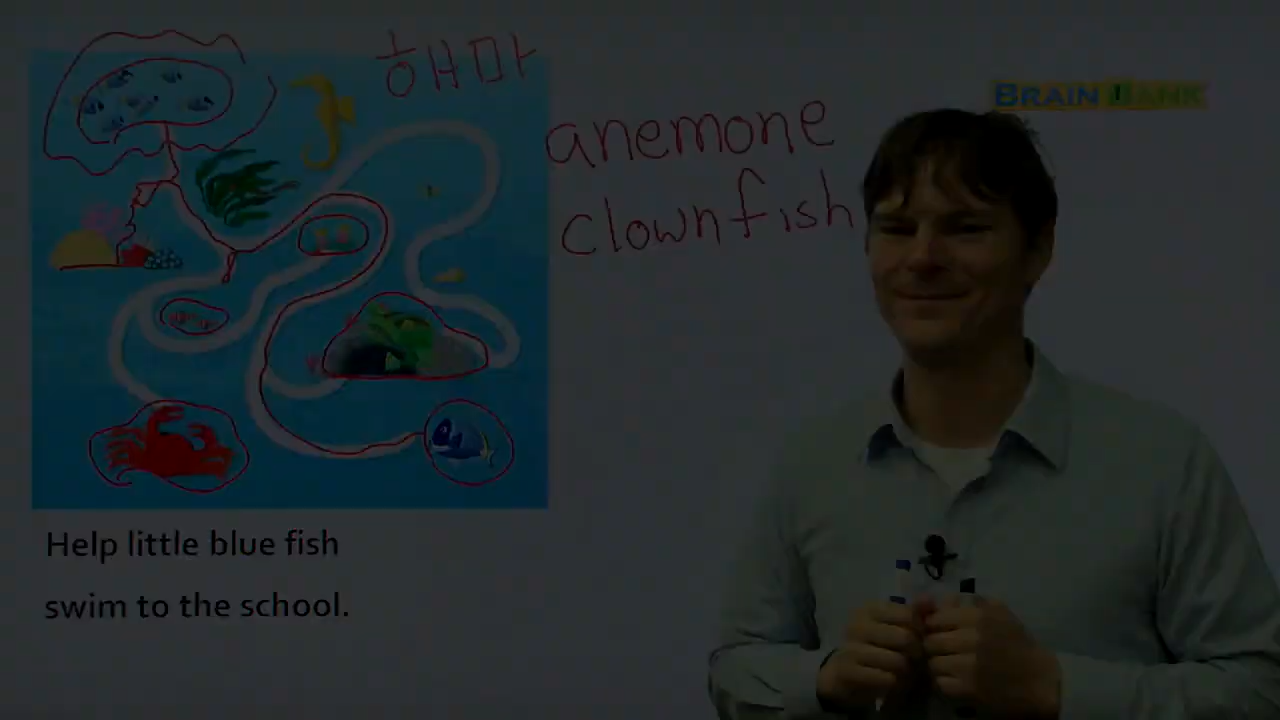 해마
BRAIN BANK
anemone
clownfish
Help little blue fish
swim to the school.